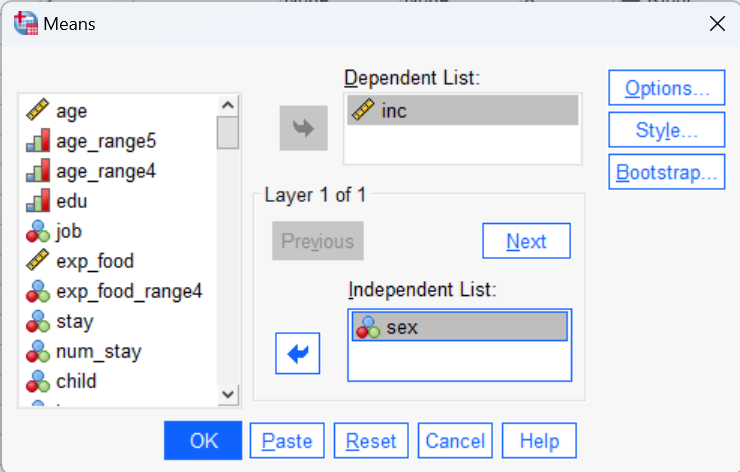 Means
Dependent List:
inc
Options...
Style...
Bootstrap...
age
age_range5
age_range4
edu
job
exp_food
exp_food_range4
stay
num_stay
child
Layer 1 of 1
Previous
Next
Independent List:
sex
OK
Paste
Reset
Cancel
Help